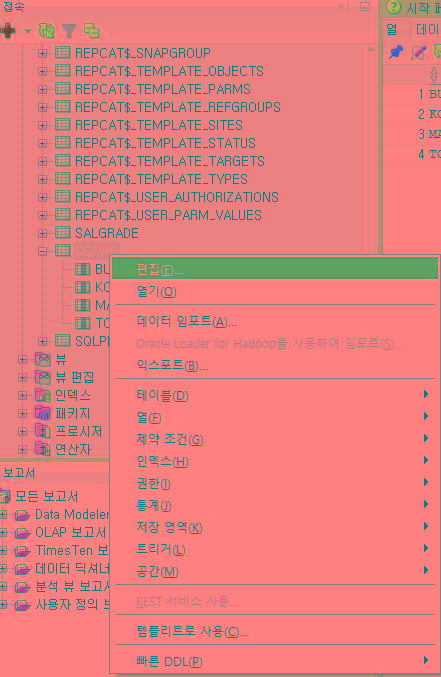 접속
시작 페
열 데이
REPCAT$_SNAPGROUP
REPCAT$_TEMPLATE_OBJECTS
REPCAT$_TEMPLATE_PARMS
REPCAT$_TEMPLATE_REFGROUPS
REPCAT$_TEMPLATE_SITES
REPCAT$_TEMPLATE_STATUS
REPCAT$_TEMPLATE_TARGETS
REPCAT$_TEMPLATE_TYPES
REPCAT$_USER_AUTHORIZATIONS
REPCAT$_USER_PARM_VALUES
SALGRADE
SCORE
BU
KO
MA
TO
SQLPL
1 BU
2 KO
3 MA
4 TO
뷰
뷰 편집
인덱스
패키지
프로시저
연산자
편집(E)...
열기(O)
데이터 임포트(A)...
Oracle Loader for Hadoop을 사용하여 임포트(S)...
익스포트(B)...
테이블(D)
열(F)
제약 조건(G)
인덱스(H)
권한(I)
통계(J)
저장 영역(K)
트리거(L)
공간(M)
REST 서비스 사용...
템플리트로 사용(C)...
빠른 DDL(P)
보고서
모든 보고서
Data Modeler
OLAP 보고서
TimesTen 보
데이터 딕셔너
분석 뷰 보고서
사용자 정의 보